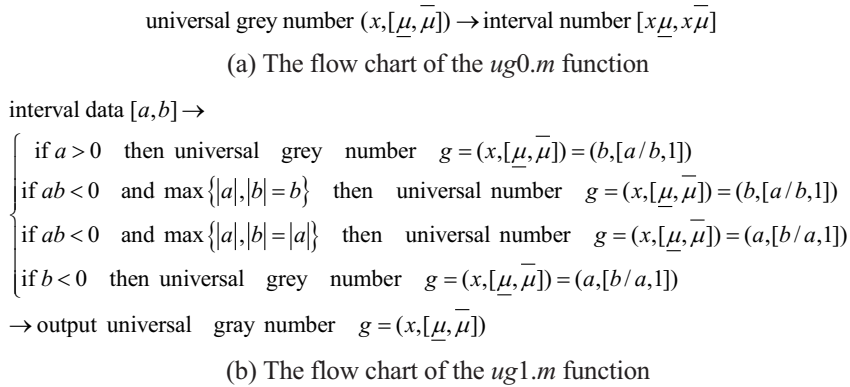 universal grey number (x,[μ̲,μ̅])→interval number [xμ̲,xμ̅]
(a) The flow chart of the ug0.m function
interval data [a,b]→
{ if a>0 then universal grey number g=(x,[μ̲,μ̅])=(b,[a/b,1])
if ab<0 and max{|a|,|b|=b} then universal number g=(x,[μ̲,μ̅])=(b,[a/b,1])
if ab<0 and max{|a|,|b|=|a|} then universal number g=(x,[μ̲,μ̅])=(a,[b/a,1])
if b<0 then universal grey number g=(x,[μ̲,μ̅])=(a,[b/a,1])
→output universal gray number g=(x,[μ̲,μ̅])
(b) The flow chart of the ug1.m function